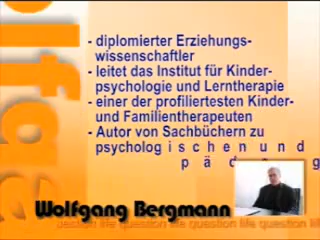 - diplomierter Erziehungs-
wissenschaftler
- leitet das Institut für Kinder-
psychologie und Lerntherapie
- einer der profiliertesten Kinder-
und Familientherapeuten
- Autor von Sachbüchern zu
psycholog i s c h e n u n d
p ä d
Wolfgang Bergmann
question life question life question life question